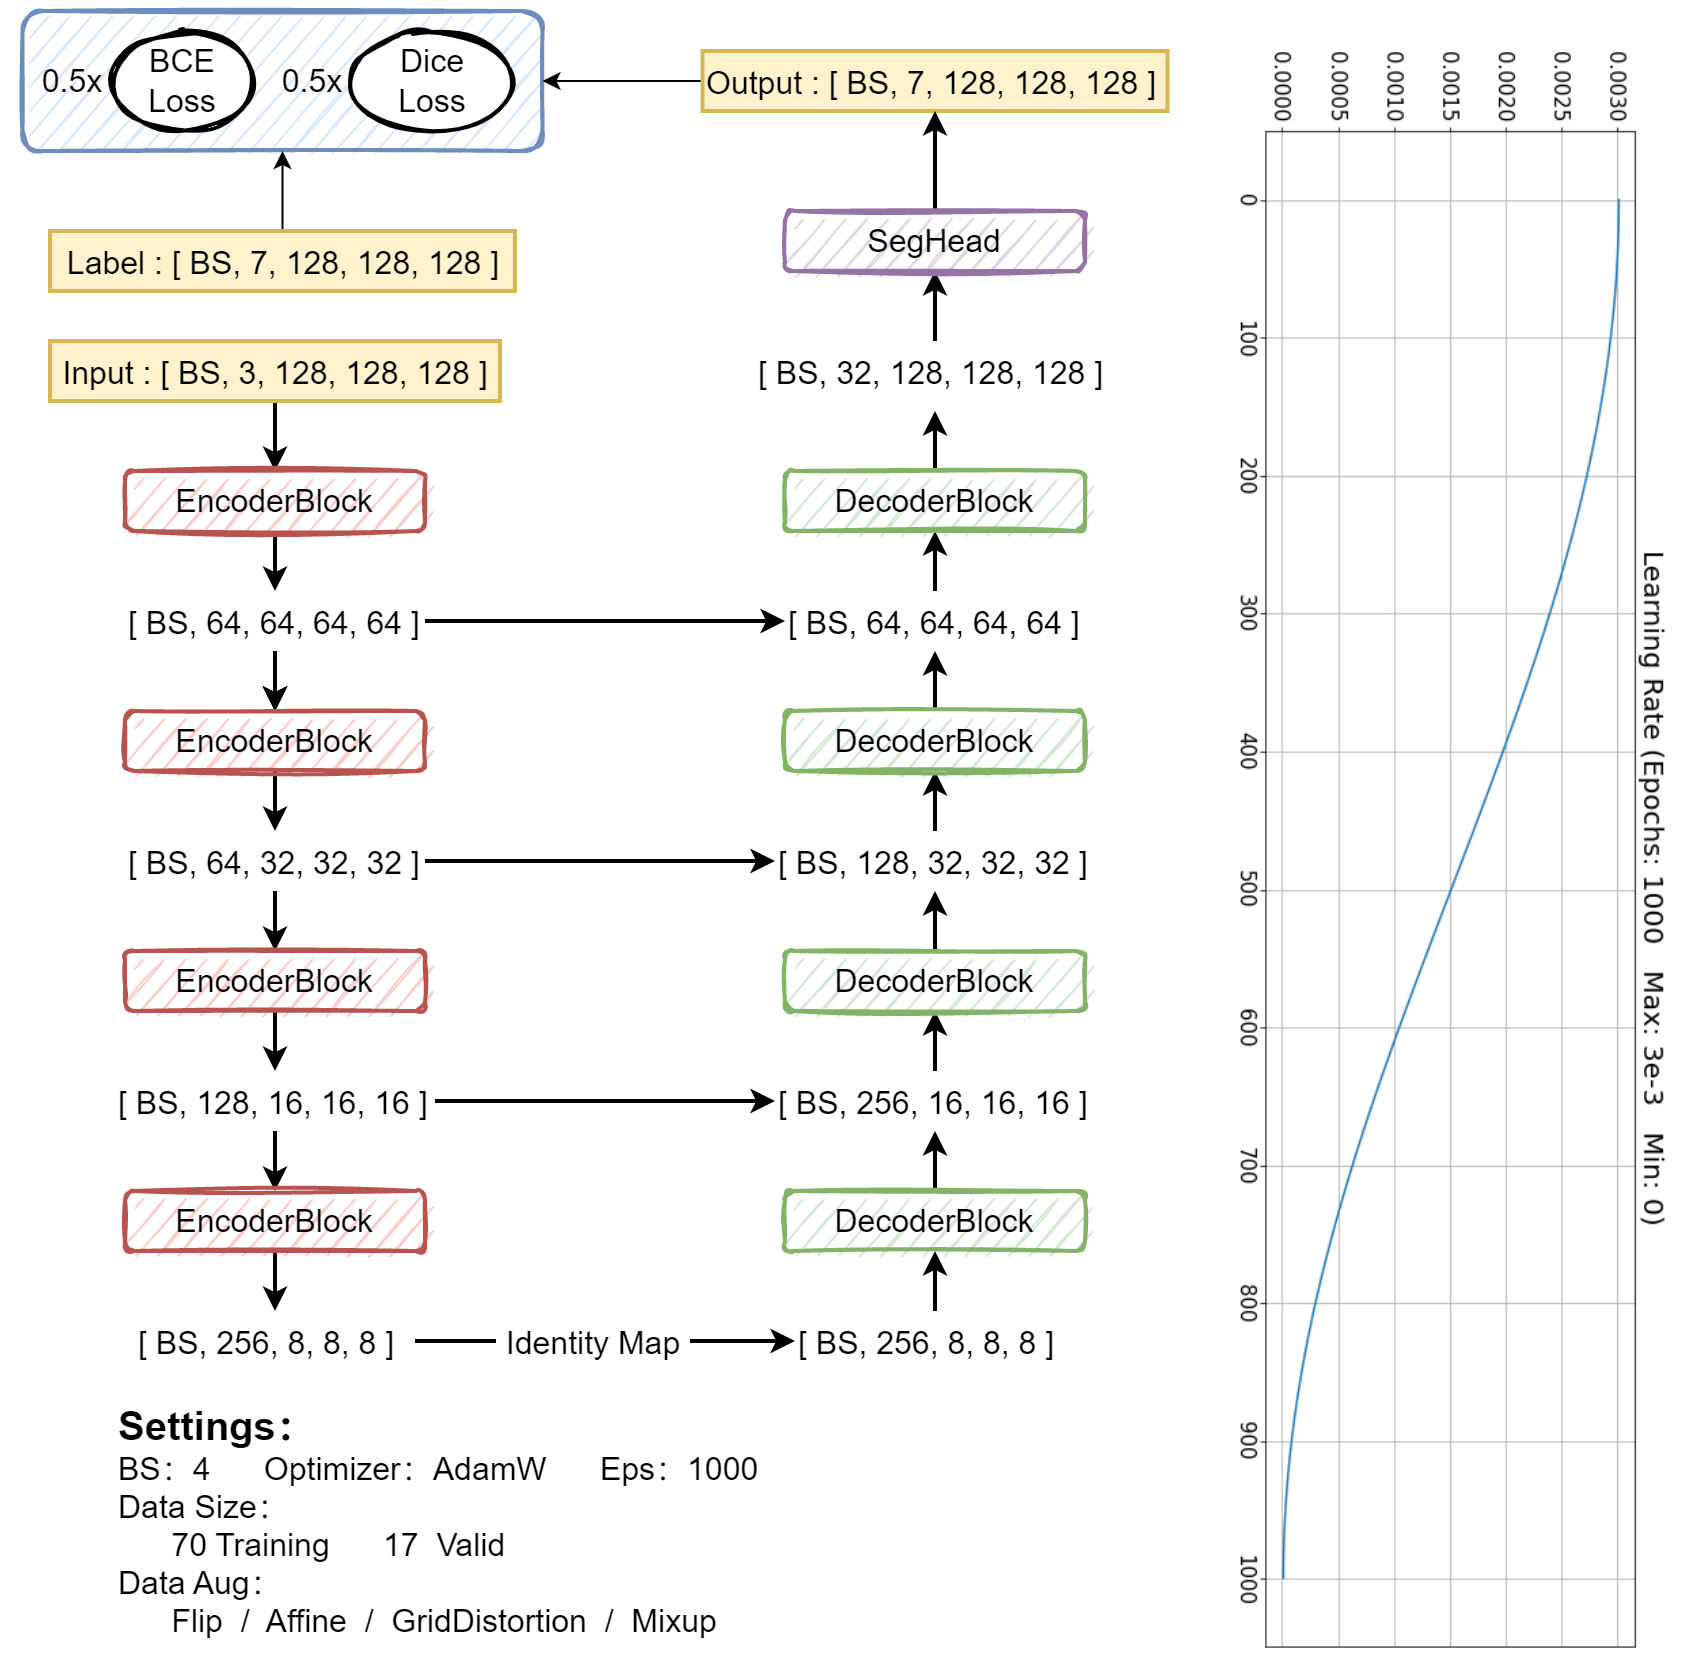 0.5x
BCE
Loss
0.5x
Dice
Loss
Output : [ BS, 7, 128, 128, 128 ]
Label : [ BS, 7, 128, 128, 128 ]
SegHead
Input : [ BS, 3, 128, 128, 128 ]
[ BS, 32, 128, 128, 128 ]
EncoderBlock
DecoderBlock
[ BS, 64, 64, 64, 64 ]
[ BS, 64, 64, 64, 64 ]
EncoderBlock
DecoderBlock
[ BS, 64, 32, 32, 32 ]
[ BS, 128, 32, 32, 32 ]
EncoderBlock
DecoderBlock
[ BS, 128, 16, 16, 16 ]
[ BS, 256, 16, 16, 16 ]
EncoderBlock
DecoderBlock
[ BS, 256, 8, 8, 8 ]
Identity Map
[ BS, 256, 8, 8, 8 ]
Settings：
BS：4 Optimizer：AdamW Eps：1000
Data Size：
70 Training 17 Valid
Data Aug：
Flip / Affine / GridDistortion / Mixup
Learning Rate (Epochs: 1000 Max: 3e-3 Min: 0)
0.0030
0.0025
0.0020
0.0015
0.0010
0.0005
0.0000
0
100
200
300
400
500
600
700
800
900
1000